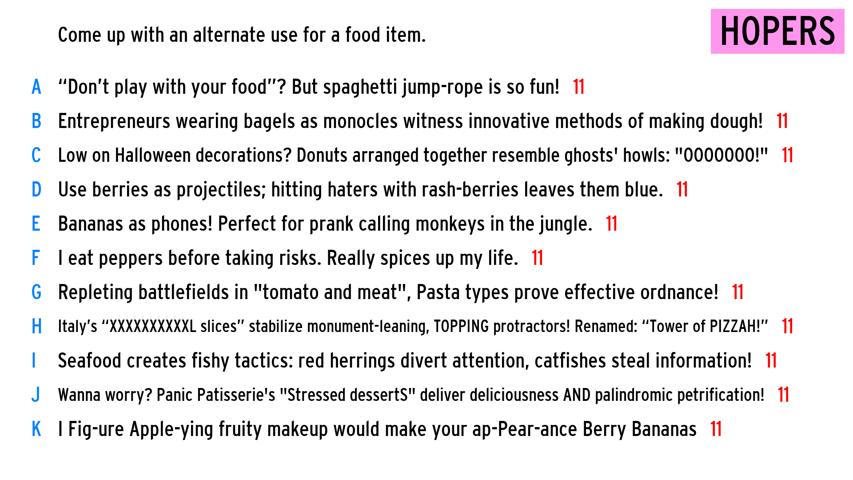 HOPERS
Come up with an alternate use for a food item.
A “Don’t play with your food”? But spaghetti jump-rope is so fun! 11
B Entrepreneurs wearing bagels as monocles witness innovative methods of making dough! 11
C Low on Halloween decorations? Donuts arranged together resemble ghosts' howls: "OOOOOOO!" 11
D Use berries as projectiles; hitting haters with rash-berries leaves them blue. 11
E Bananas as phones! Perfect for prank calling monkeys in the jungle. 11
F I eat peppers before taking risks. Really spices up my life. 11
G Repleting battlefields in "tomato and meat", Pasta types prove effective ordnance! 11
H Italy’s “XXXXXXXXXXL slices” stabilize monument-leaning, TOPPING protractors! Renamed: “Tower of PIZZAH!” 11
I Seafood creates fishy tactics: red herrings divert attention, catfishes steal information! 11
J Wanna worry? Panic Patisserie's "Stressed dessertS" deliver deliciousness AND palindromic petrification! 11
K I Fig-ure Apple-ying fruity makeup would make your ap-Pear-ance Berry Bananas 11